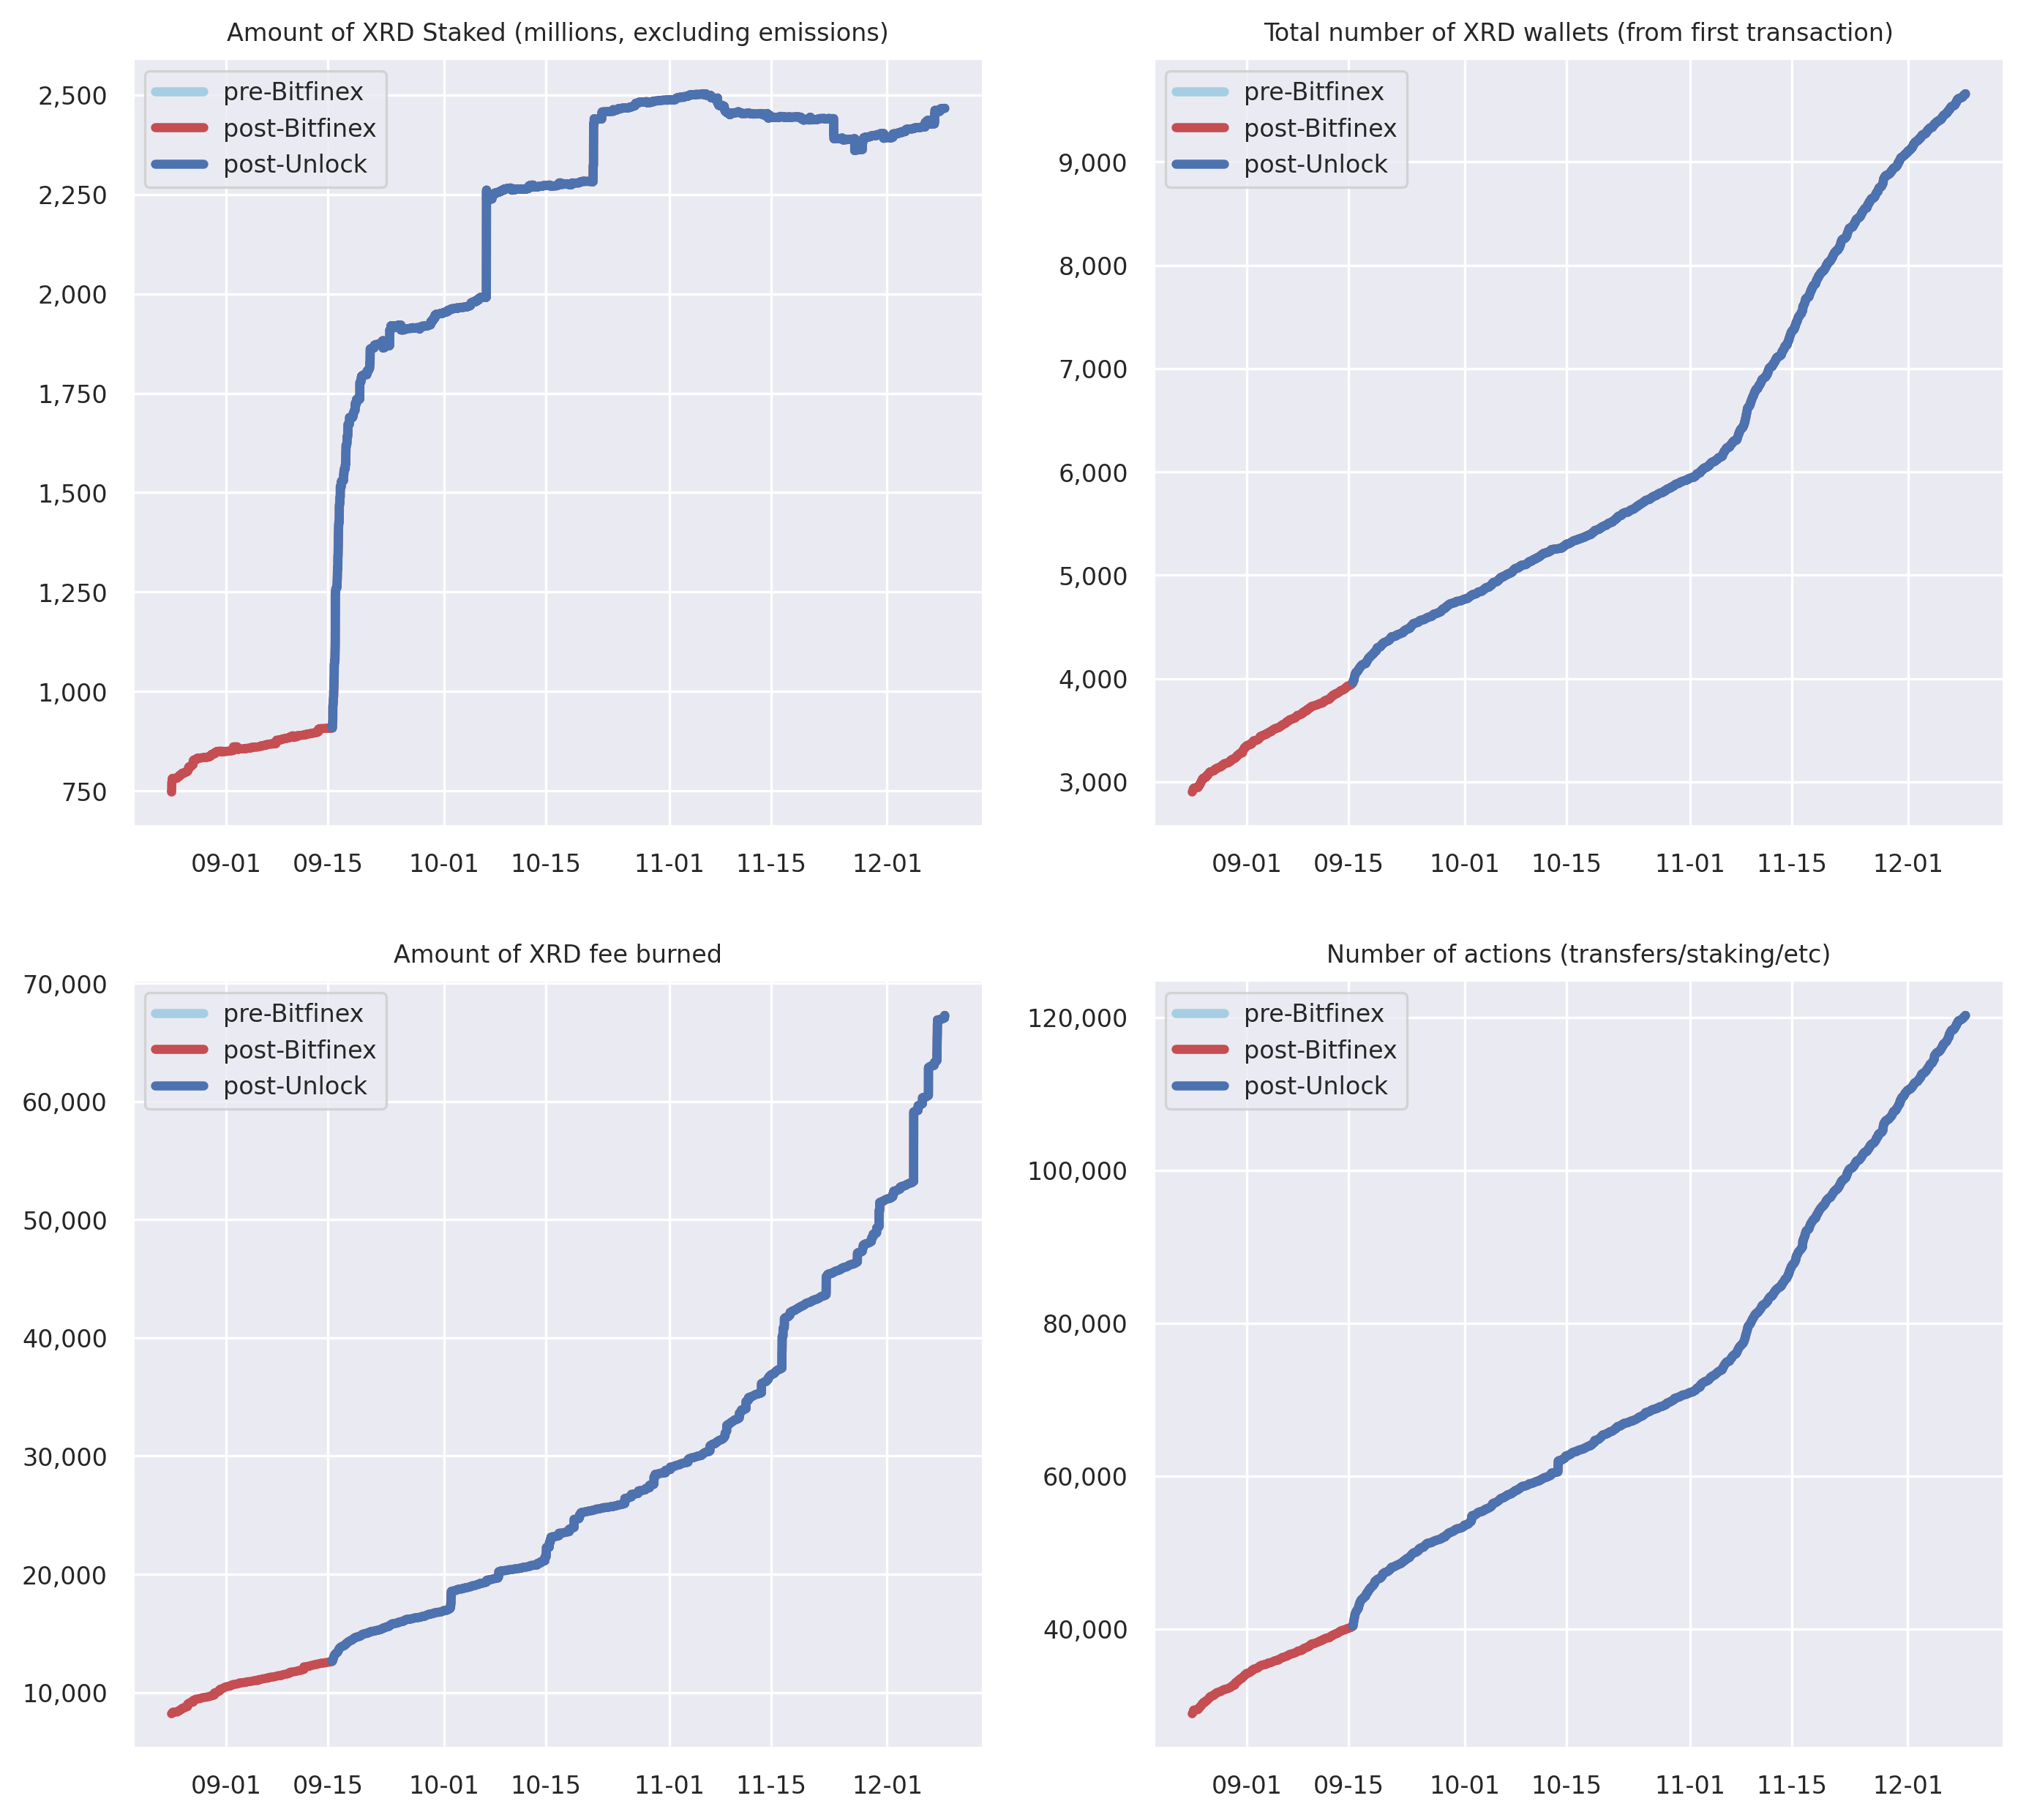 Amount of XRD Staked (millions, excluding emissions)
pre-Bitfinex
post-Bitfinex
post-Unlock
2,500
2,250
2,000
1,750
1,500
1,250
1,000
750
09-01 09-15 10-01 10-15 11-01 11-15 12-01
Total number of XRD wallets (from first transaction)
pre-Bitfinex
post-Bitfinex
post-Unlock
9,000
8,000
7,000
6,000
5,000
4,000
3,000
09-01 09-15 10-01 10-15 11-01 11-15 12-01
Amount of XRD fee burned
pre-Bitfinex
post-Bitfinex
post-Unlock
70,000
60,000
50,000
40,000
30,000
20,000
10,000
09-01 09-15 10-01 10-15 11-01 11-15 12-01
Number of actions (transfers/staking/etc)
pre-Bitfinex
post-Bitfinex
post-Unlock
120,000
100,000
80,000
60,000
40,000
09-01 09-15 10-01 10-15 11-01 11-15 12-01